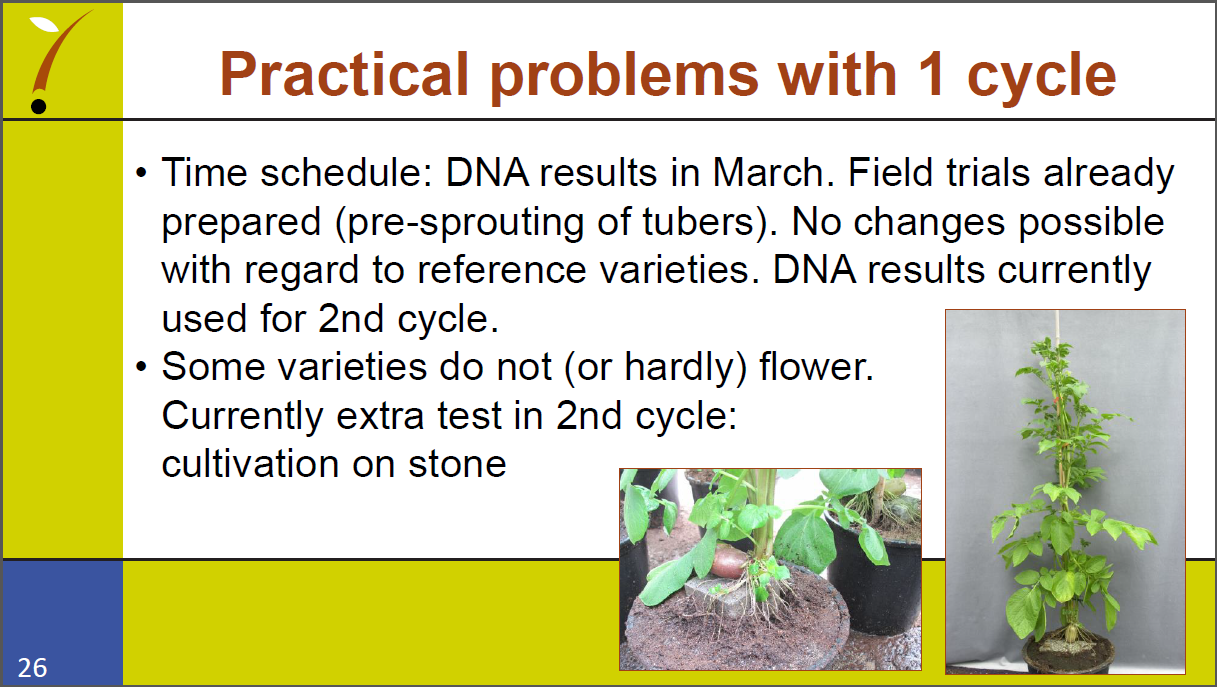 Practical problems with 1 cycle
• Time schedule: DNA results in March. Field trials already
prepared (pre-sprouting of tubers). No changes possible
with regard to reference varieties. DNA results currently
used for 2nd cycle.
• Some varieties do not (or hardly) flower.
Currently extra test in 2nd cycle:
cultivation on stone
26